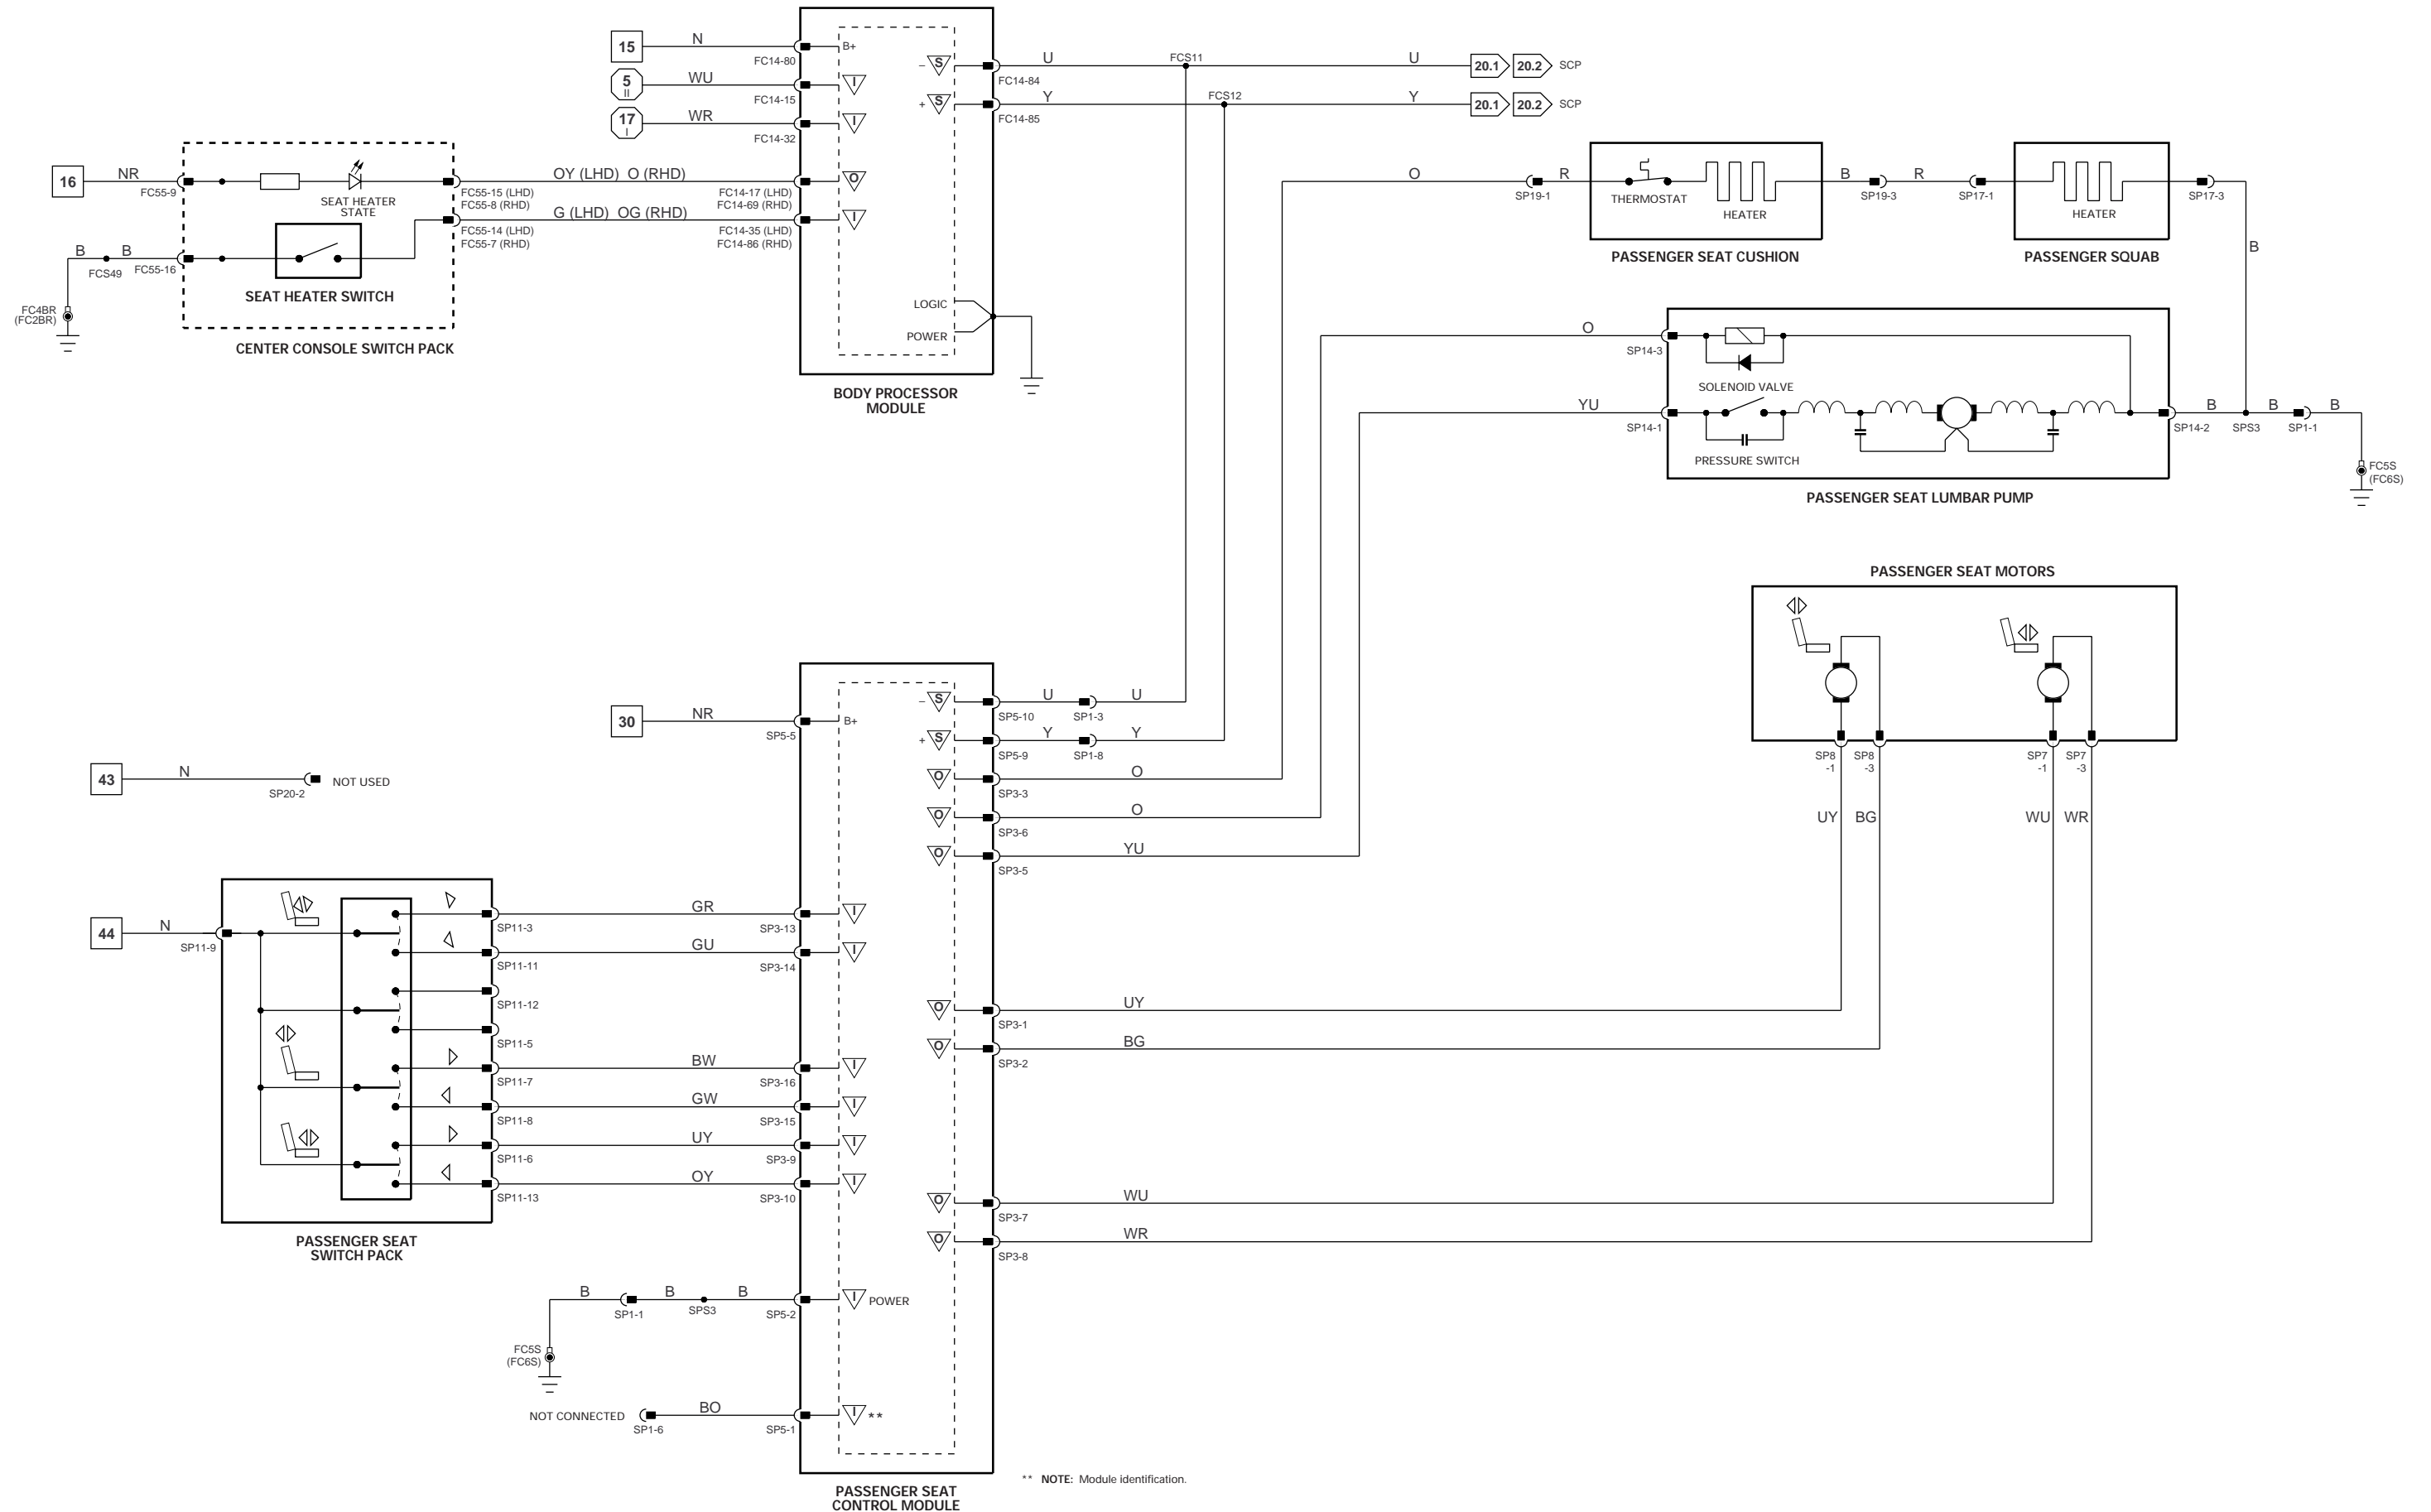 15
N
FC14-80
B+
5
II
WU
FC14-15
I
17
I
WR
FC14-32
I
– S
U
FC14-84
FCS11
U
20.1
20.2
SCP
+ S
Y
FC14-85
FCS12
Y
20.1
20.2
SCP
16
NR
FC55-9
SEAT HEATER
STATE
FC55-15 (LHD)
FC55-8 (RHD)
OY (LHD) O (RHD)
FC14-17 (LHD)
FC14-69 (RHD)
O
FC55-14 (LHD)
FC55-7 (RHD)
G (LHD) OG (RHD)
FC14-35 (LHD)
FC14-86 (RHD)
I
B
FCS49
B
FC55-16
SEAT HEATER SWITCH
FC4BR
(FC2BR)
CENTER CONSOLE SWITCH PACK
LOGIC
POWER
BODY PROCESSOR
MODULE
O
SP19-1
R
THERMOSTAT
HEATER
B
SP19-3
R
SP17-1
HEATER
SP17-3
B
PASSENGER SEAT CUSHION
PASSENGER SQUAB
O
SP14-3
SOLENOID VALVE
YU
SP14-1
PRESSURE SWITCH
SP14-2
B
SPS3
B
SP1-1
B
FC5S
(FC6S)
PASSENGER SEAT LUMBAR PUMP
PASSENGER SEAT MOTORS
SP8
-1
SP8
-3
SP7
-1
SP7
-3
UY
BG
WU
WR
30
NR
SP5-5
B+
– S
SP5-10
U
SP1-3
U
+ S
SP5-9
Y
SP1-8
Y
O
SP3-3
O
O
SP3-6
O
O
SP3-5
YU
43
N
SP20-2
NOT USED
44
N
SP11-9
SP11-3
GR
SP3-13
I
SP11-11
GU
SP3-14
I
SP11-12
SP11-5
SP11-7
BW
SP3-16
I
SP11-8
GW
SP3-15
I
SP11-6
UY
SP3-9
I
SP11-13
OY
SP3-10
I
PASSENGER SEAT
SWITCH PACK
O
SP3-1
UY
O
SP3-2
BG
O
SP3-7
WU
O
SP3-8
WR
B
SP1-1
B
SPS3
B
SP5-2
I
POWER
FC5S
(FC6S)
NOT CONNECTED
SP1-6
BO
SP5-1
I
**
** NOTE: Module identification.
PASSENGER SEAT
CONTROL MODULE